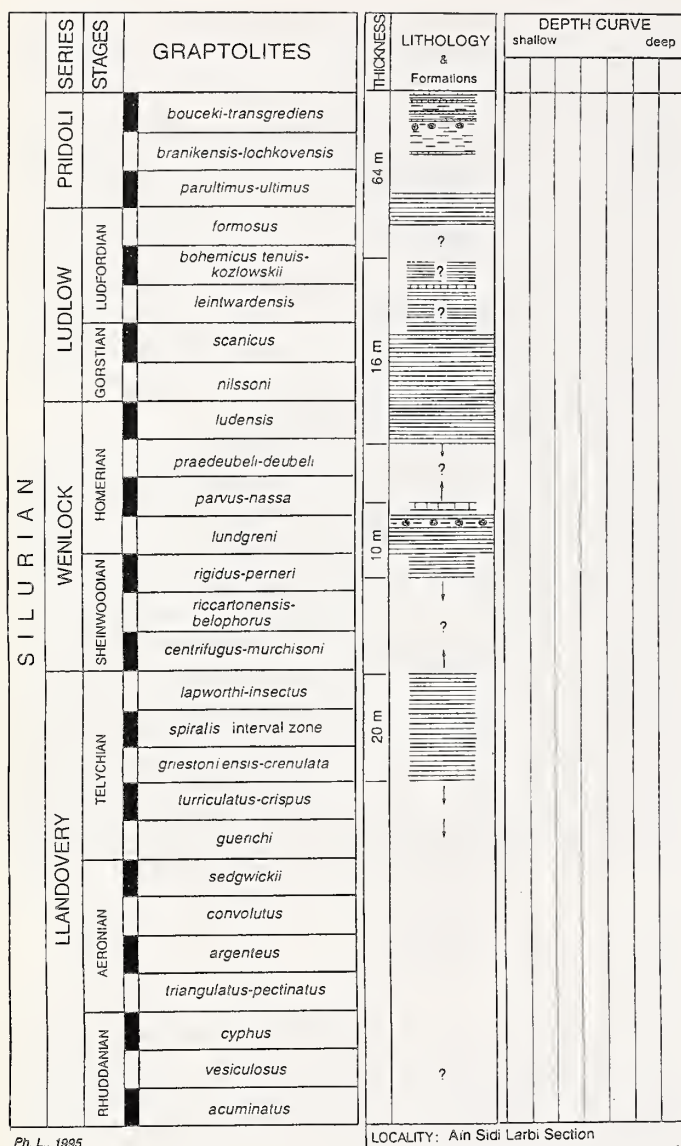 SERIES
STAGES
GRAPTOLITES
THICKNESS
LITHOLOGY
&
Formations
DEPTH CURVE
shallow
deep
SILURIAN
PRIDOLI
bouceki-transgrediens
branikensis-lochkovensis
parultimus-ultimus
LUDLOW
LUDFORDIAN
formosus
bohemicus tenuis-
kozlowskii
leintwardensis
GORSTIAN
scanicus
nilssoni
WENLOCK
HOMERIAN
ludensis
praedeubeli-deubeli
parvus-nassa
lundgreni
SHEINWOODIAN
rigidus-perneri
riccartonensis-
belophorus
centrifugus-murchisoni
LLANDOVERY
TELYCHIAN
lapworthi-insectus
spiralis interval zone
griestoniensis-crenulata
turriculatus-crispus
guerichi
AERONIAN
sedgwickii
convolutus
argenteus
triangulatus-pectinatus
RHUDDANIAN
cyphus
vesiculosus
acuminatus
64 m
16 m
10 m
20 m
?
?
?
?
?
?
LOCALITY: Aïn Sidi Larbi Section
Ph. L., 1995